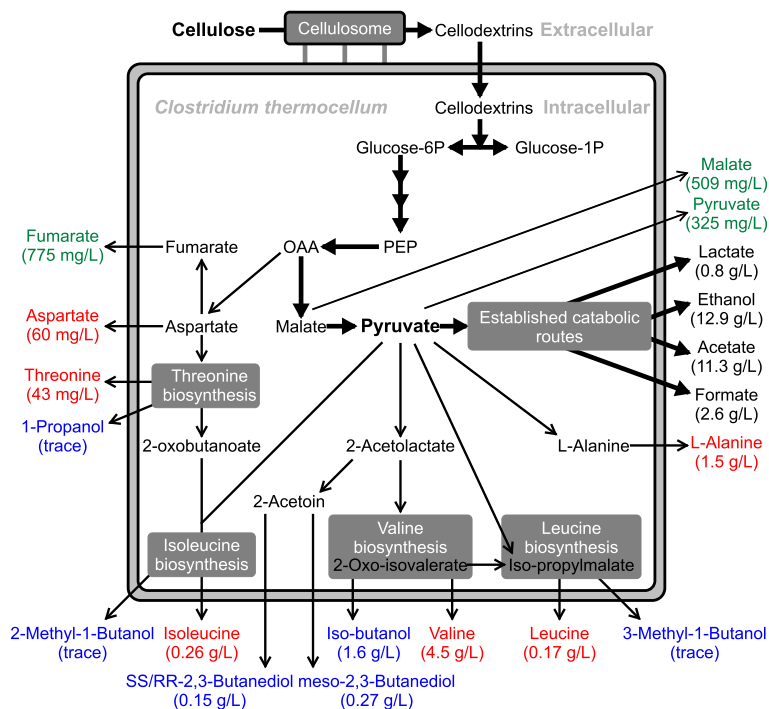 Cellulose
Cellulosome
Cellodextrins
Extracellular
Clostridium thermocellum
Cellodextrins
Intracellular
Glucose-6P
Glucose-1P
Malate
(509 mg/L)
Pyruvate
(325 mg/L)
Fumarate
(775 mg/L)
Fumarate
OAA
PEP
Lactate
(0.8 g/L)
Ethanol
(12.9 g/L)
Aspartate
(60 mg/L)
Aspartate
Malate
Pyruvate
Established catabolic
routes
Acetate
(11.3 g/L)
Formate
(2.6 g/L)
Threonine
(43 mg/L)
Threonine
biosynthesis
1-Propanol
(trace)
2-oxobutanoate
2-Acetolactate
L-Alanine
L-Alanine
(1.5 g/L)
2-Acetoin
Isoleucine
biosynthesis
Valine
biosynthesis
2-Oxo-isovalerate
Leucine
biosynthesis
Iso-propylmalate
2-Methyl-1-Butanol
(trace)
Isoleucine
(0.26 g/L)
Iso-butanol
(1.6 g/L)
Valine
(4.5 g/L)
Leucine
(0.17 g/L)
3-Methyl-1-Butanol
(trace)
SS/RR-2,3-Butanediol
(0.15 g/L)
meso-2,3-Butanediol
(0.27 g/L)